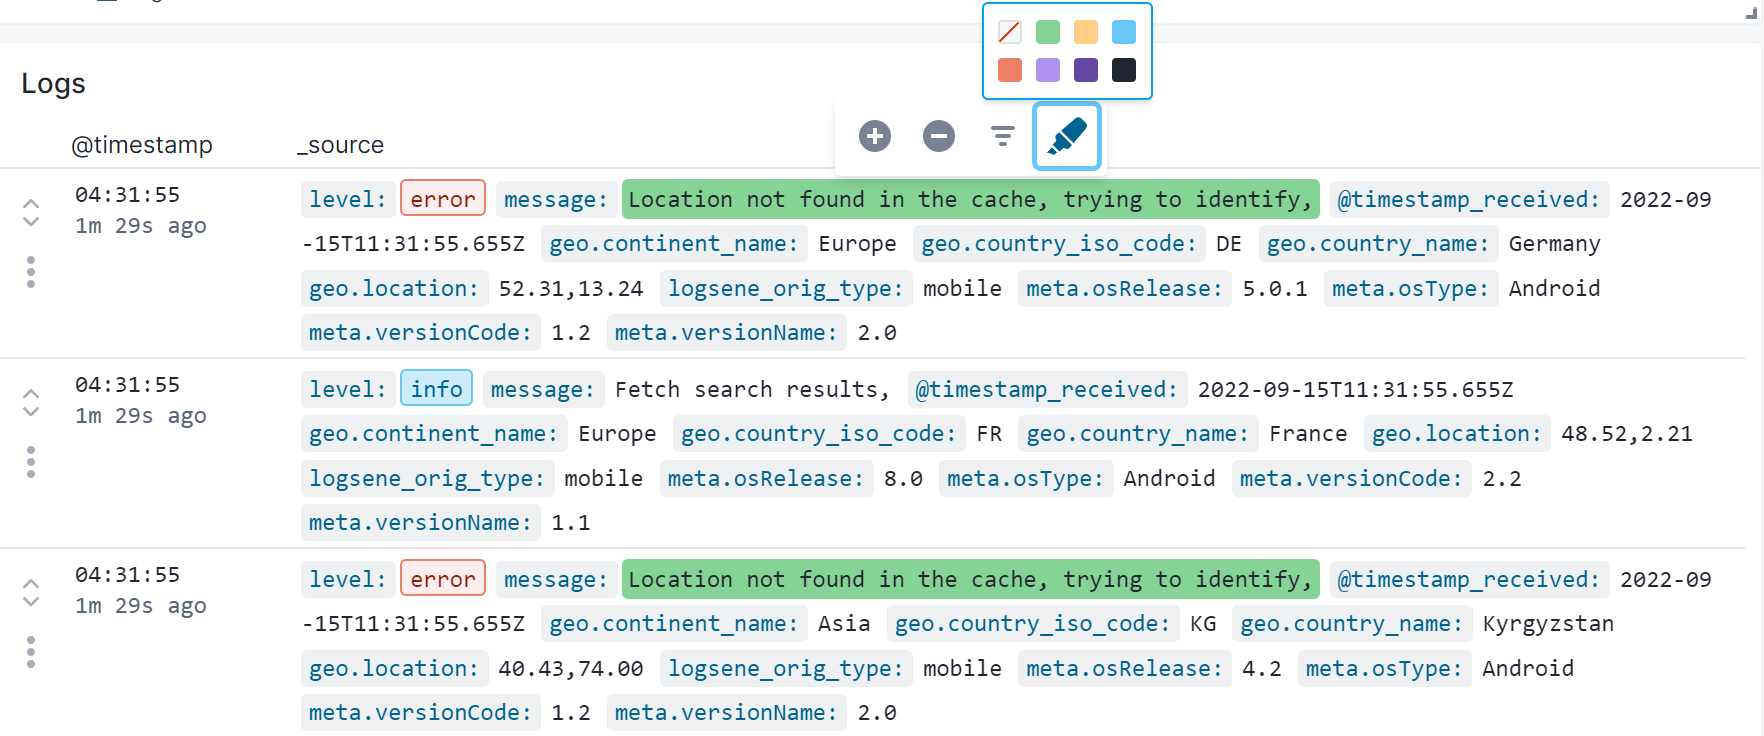 Logs
@timestamp _source
04:31:55 level: error message: Location not found in the cache, trying to identify, @timestamp_received: 2022-09
1m 29s ago -15T11:31:55.655Z geo.continent_name: Europe geo.country_iso_code: DE geo.country_name: Germany
geo.location: 52.31,13.24 logsene_orig_type: mobile meta.osRelease: 5.0.1 meta.osType: Android
meta.versionCode: 1.2 meta.versionName: 2.0
04:31:55 level: info message: Fetch search results, @timestamp_received: 2022-09-15T11:31:55.655Z
1m 29s ago geo.continent_name: Europe geo.country_iso_code: FR geo.country_name: France geo.location: 48.52,2.21
logsene_orig_type: mobile meta.osRelease: 8.0 meta.osType: Android meta.versionCode: 2.2
meta.versionName: 1.1
04:31:55 level: error message: Location not found in the cache, trying to identify, @timestamp_received: 2022-09
1m 29s ago -15T11:31:55.655Z geo.continent_name: Asia geo.country_iso_code: KG geo.country_name: Kyrgyzstan
geo.location: 40.43,74.00 logsene_orig_type: mobile meta.osRelease: 4.2 meta.osType: Android
meta.versionCode: 1.2 meta.versionName: 2.0